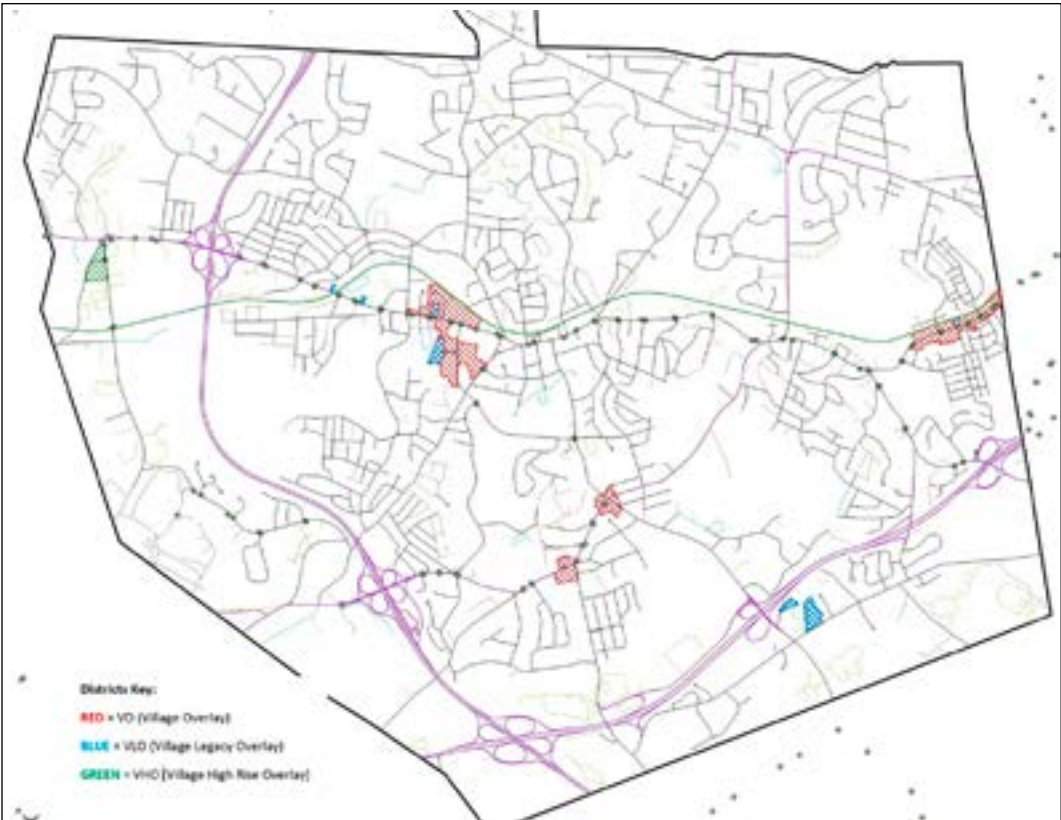 Districts Key:
RED = VO (Village Overlay)
BLUE = VLO (Village Legacy Overlay)
GREEN = VHO (Village High Rise Overlay)